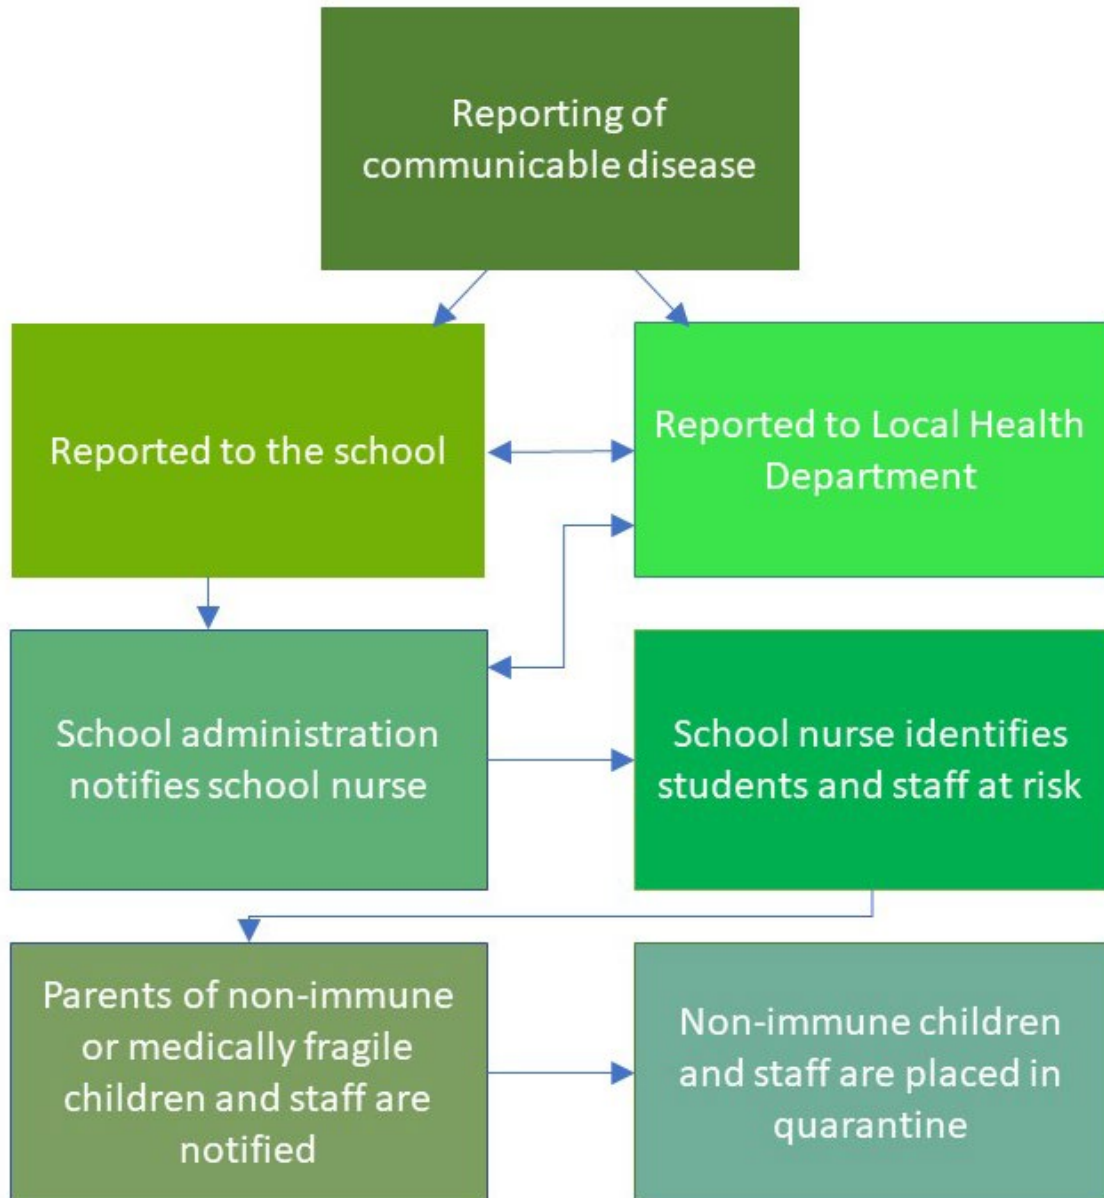 Reporting of
communicable disease
Reported to the school
Reported to Local Health
Department
School administration
notifies school nurse
School nurse identifies
students and staff at risk
Parents of non-immune
or medically fragile
children and staff are
notified
Non-immune children
and staff are placed in
quarantine